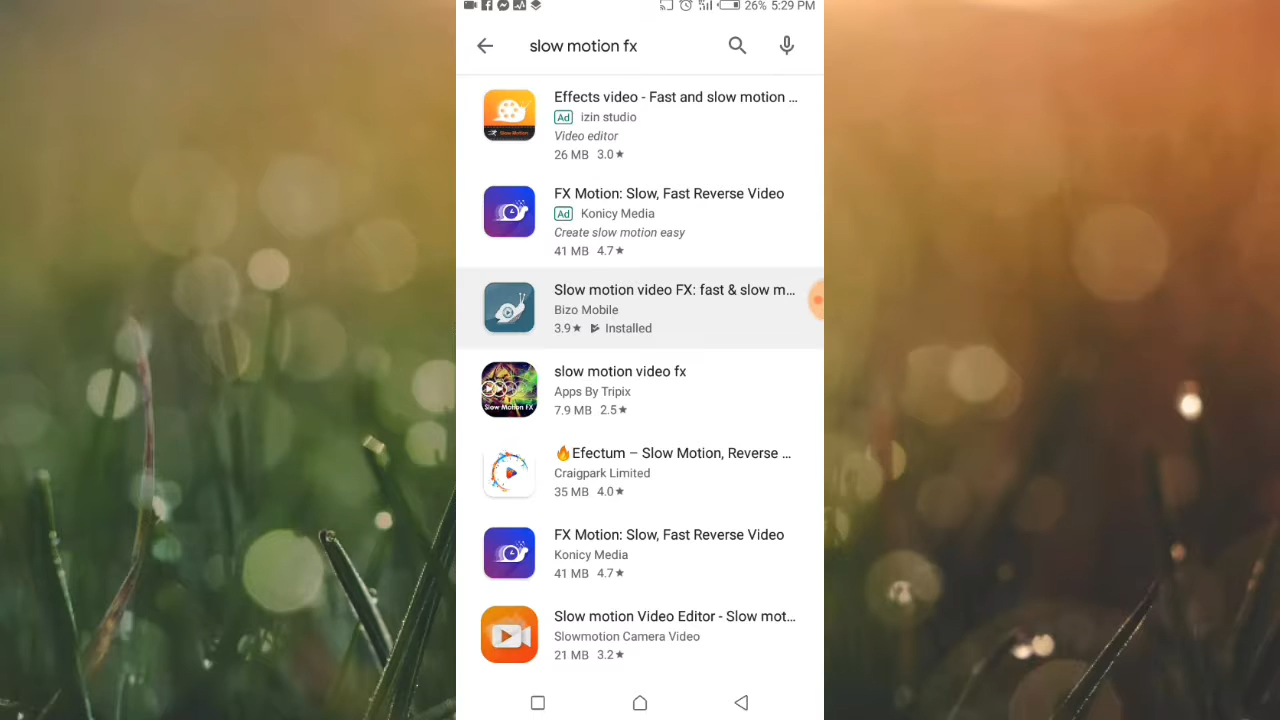 26% 5:29 PM
slow motion fx
Effects video - Fast and slow motion ...
Ad izin studio
Video editor
26 MB 3.0★
FX Motion: Slow, Fast Reverse Video
Ad Konicy Media
Create slow motion easy
41 MB 4.7★
Slow motion video FX: fast & slow m...
Bizo Mobile
3.9★ Installed
slow motion video fx
Apps By Tripix
Slow Motion FX
7.9 MB 2.5★
🔥Efectum – Slow Motion, Reverse ...
Craigpark Limited
35 MB 4.0★
FX Motion: Slow, Fast Reverse Video
Konicy Media
41 MB 4.7★
Slow motion Video Editor - Slow mot...
Slowmotion Camera Video
21 MB 3.2★